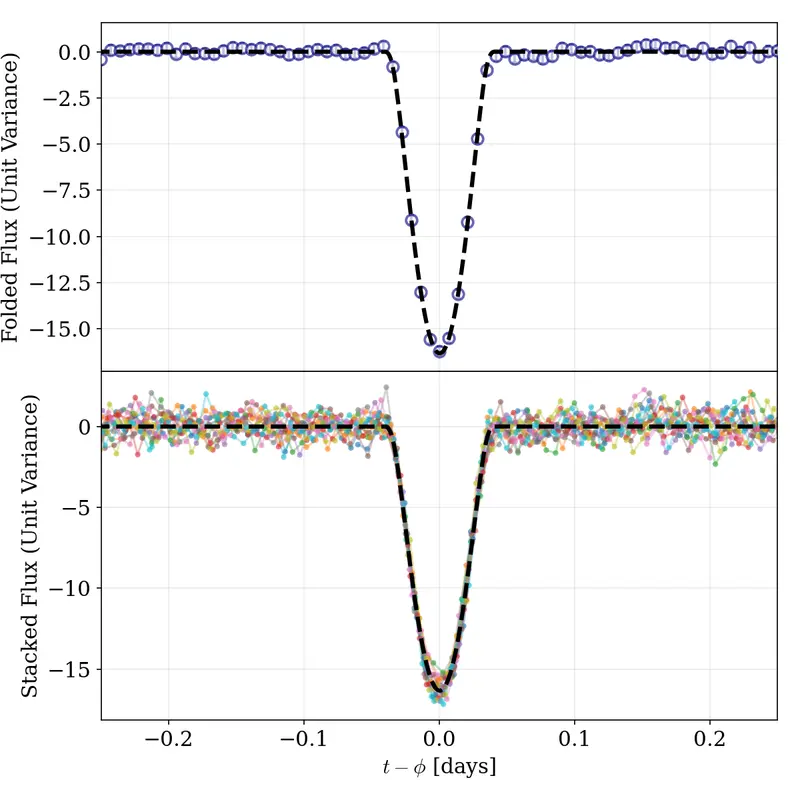 Folded Flux (Unit Variance)
0.0
−2.5
−5.0
−7.5
−10.0
−12.5
−15.0
Stacked Flux (Unit Variance)
0
−5
−10
−15
−0.2 −0.1 0.0 0.1 0.2
t − ϕ [days]